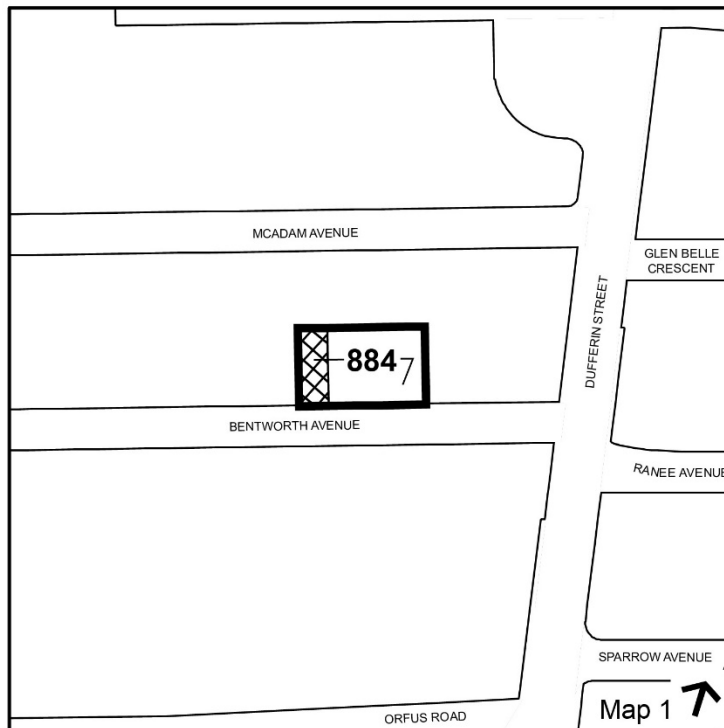 MCADAM AVENUE
GLEN BELLE
CRESCENT
DUFFERIN STREET
884
BENTWORTH AVENUE
RANEE AVENUE
SPARROW AVENUE
ORFUS ROAD
Map 1